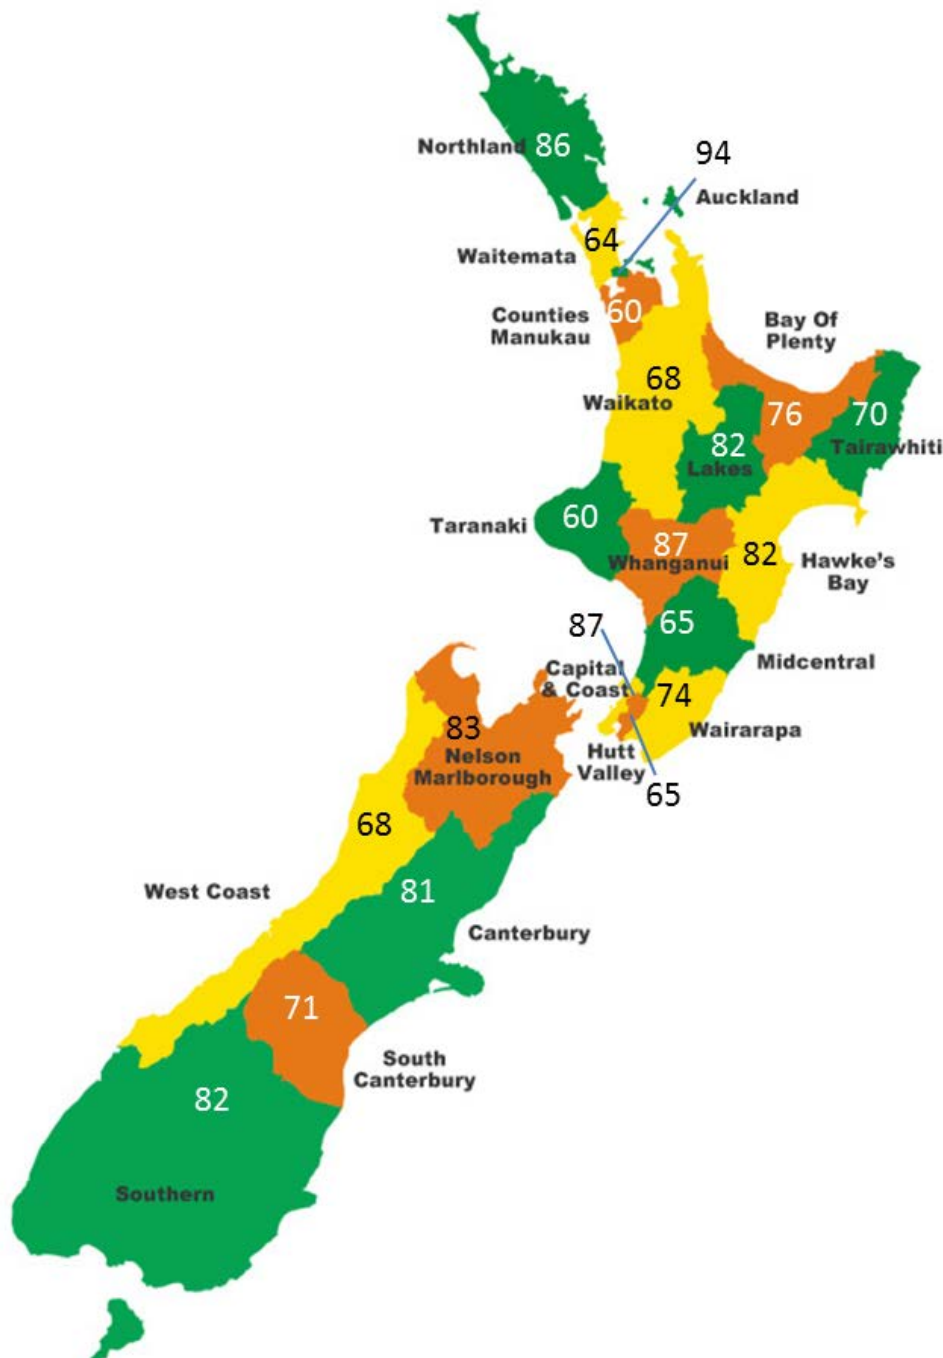 Northland 86
94
Auckland
64
Waitemata
60
Counties
Manukau
Bay Of
Plenty
68
Waikato
76
70
Tairawhiti
82
Lakes
60
Taranaki
87
Whanganui
82
Hawke's
Bay
65
87
Midcentral
Capital
& Coast
74
Wairarapa
83
Nelson
Marlborough
Hutt
Valley
65
68
West Coast
81
Canterbury
71
South
Canterbury
82
Southern